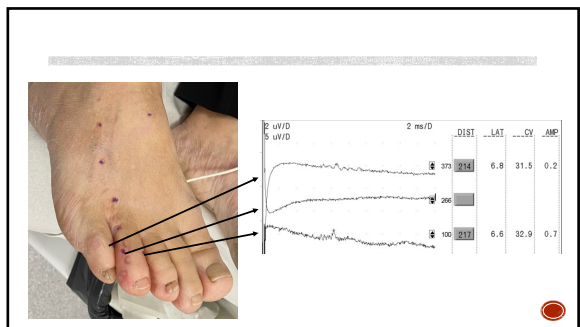 2 uV/D 2 ms/D
5 uV/D
DIST LAT CV AMP
373 214 6.8 31.5 0.2
266
100 217 6.6 32.9 0.7